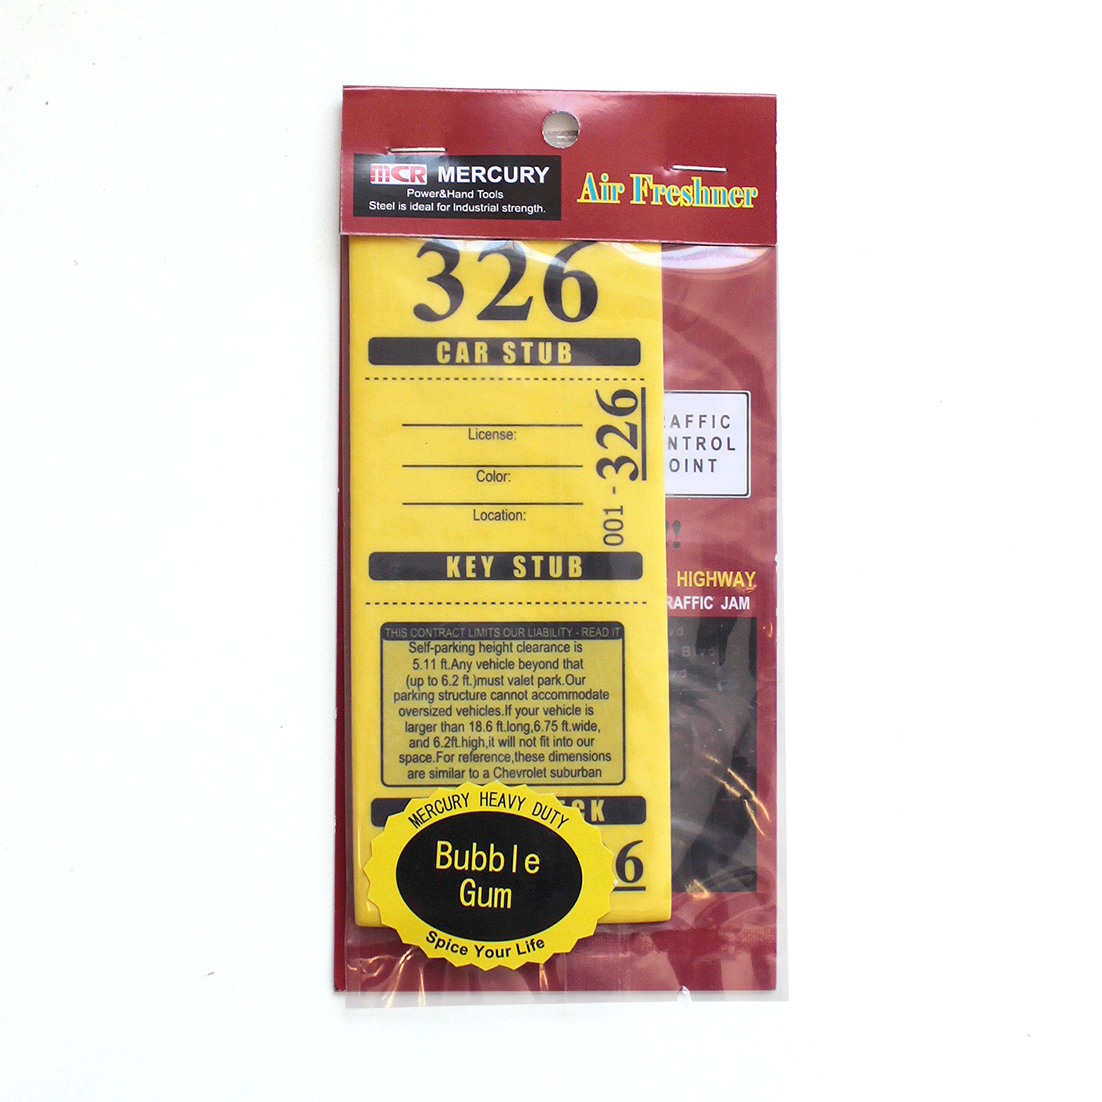 MCR MERCURY
Power&Hand Tools
Steel is ideal for Industrial strength.
Air Freshner
326
CAR STUB
License:
Color:
Location:
001 - 326
KEY STUB
THIS CONTRACT LIMITS OUR LIABILITY - READ IT
Self-parking height clearance is
5.11 ft.Any vehicle beyond that
(up to 6.2 ft.)must valet park.Our
parking structure cannot accommodate
oversized vehicles.If your vehicle is
larger than 18.6 ft.long,6.75 ft.wide,
and 6.2ft.high,it will not fit into our
space.For reference,these dimensions
are similar to a Chevrolet suburban
CK
6
MERCURY HEAVY DUTY
Bubble
Gum
Spice Your Life
RAFFIC
NTROL
OINT
!!
HIGHWAY
RAFFIC JAM